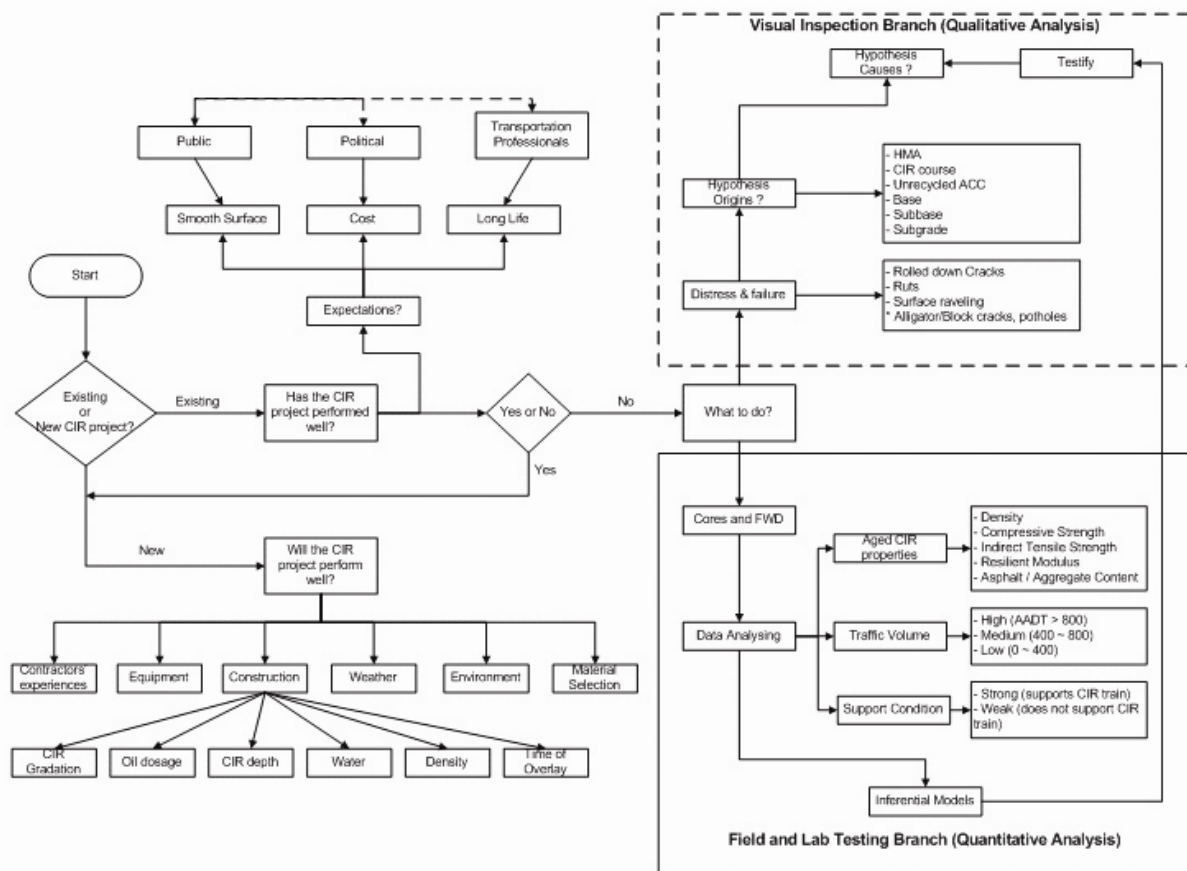 Visual Inspection Branch (Qualitative Analysis)
Hypothesis
Causes ?
Testify
Public
Political
Transportation
Professionals
- HMA
- CIR course
- Unrecycled ACC
- Base
- Subbase
- Subgrade
Hypothesis
Origins ?
Smooth Surface
Cost
Long Life
Start
Expectations?
Distress & failure
- Rolled down Cracks
- Ruts
- Surface raveling
* Alligator/Block cracks, potholes
Existing
or
New CIR project?
Existing
Has the CIR
project performed
well?
Yes or No
No
What to do?
Yes
Cores and FWD
Aged CIR
properties
- Density
- Compressive Strength
- Indirect Tensile Strength
- Resilient Modulus
- Asphalt / Aggregate Content
New
Will the CIR
project perform
well?
Data Analysing
Traffic Volume
- High (AADT > 800)
- Medium (400 ~ 800)
- Low (0 ~ 400)
Contractors'
experiences
Equipment
Construction
Weather
Environment
Material
Selection
Support Condition
- Strong (supports CIR train)
- Weak (does not support CIR
train)
CIR
Gradation
Oil dosage
CIR depth
Water
Density
Time of
Overlay
Inferential Models
Field and Lab Testing Branch (Quantitative Analysis)